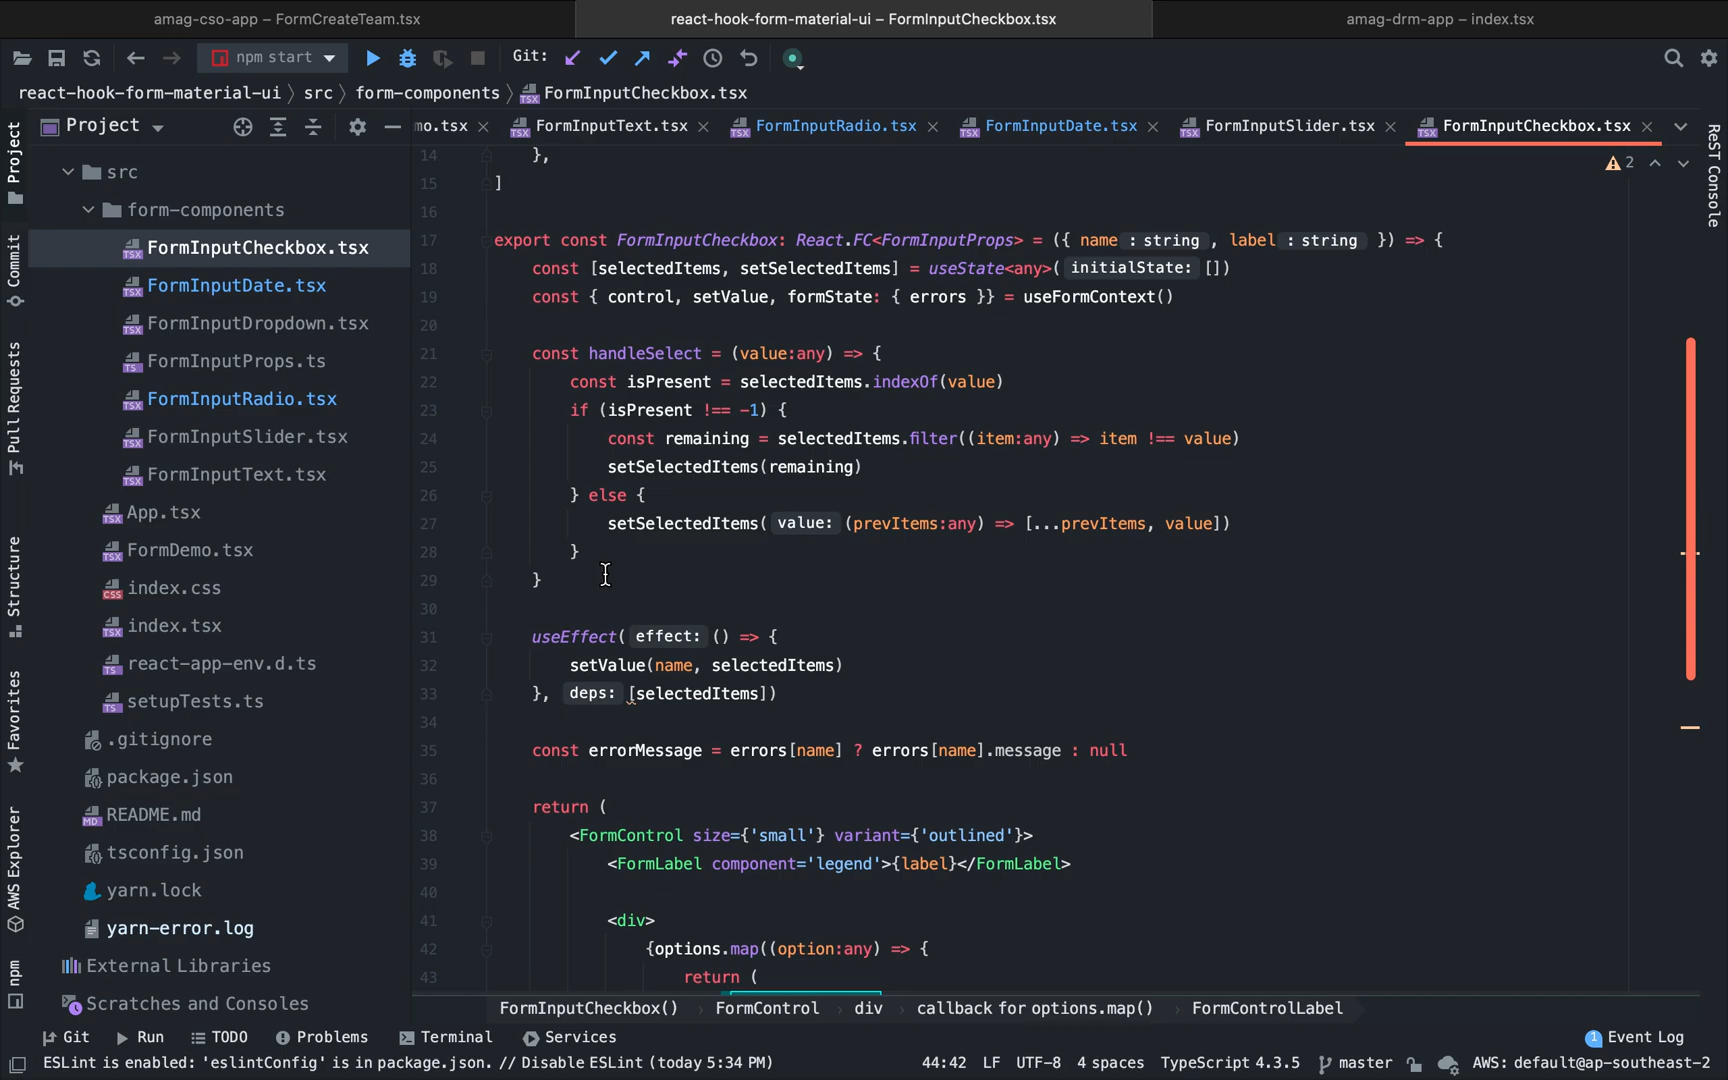 amag-cso-app – FormCreateTeam.tsx
react-hook-form-material-ui – FormInputCheckbox.tsx
amag-drm-app – index.tsx
npm start
Git:
react-hook-form-material-ui 〉 src 〉 form-components 〉 FormInputCheckbox.tsx
Project
mo.tsx
FormInputText.tsx
FormInputRadio.tsx
FormInputDate.tsx
FormInputSlider.tsx
FormInputCheckbox.tsx
Project
Commit
Pull Requests
Structure
Favorites
AWS Explorer
npm
ReST Console
src
form-components
FormInputCheckbox.tsx
FormInputDate.tsx
FormInputDropdown.tsx
FormInputProps.ts
FormInputRadio.tsx
FormInputSlider.tsx
FormInputText.tsx
App.tsx
FormDemo.tsx
index.css
index.tsx
react-app-env.d.ts
setupTests.ts
.gitignore
package.json
README.md
tsconfig.json
yarn.lock
yarn-error.log
External Libraries
Scratches and Consoles
2
14 },
15 ]
16
17 export const FormInputCheckbox: React.FC<FormInputProps> = ({ name : string , label : string }) => {
18 const [selectedItems, setSelectedItems] = useState<any>( initialState: [])
19 const { control, setValue, formState: { errors }} = useFormContext()
20
21 const handleSelect = (value:any) => {
22 const isPresent = selectedItems.indexOf(value)
23 if (isPresent !== -1) {
24 const remaining = selectedItems.filter((item:any) => item !== value)
25 setSelectedItems(remaining)
26 } else {
27 setSelectedItems( value: (prevItems:any) => [...prevItems, value])
28 }
29 }
30
31 useEffect( effect: () => {
32 setValue(name, selectedItems)
33 }, deps: [selectedItems])
34
35 const errorMessage = errors[name] ? errors[name].message : null
36
37 return (
38 <FormControl size={'small'} variant={'outlined'}>
39 <FormLabel component='legend'>{label}</FormLabel>
40
41 <div>
42 {options.map((option:any) => {
43 return (
FormInputCheckbox() › FormControl › div › callback for options.map() › FormControlLabel
Git
Run
TODO
Problems
Terminal
Services
1 Event Log
ESLint is enabled: 'eslintConfig' is in package.json. // Disable ESLint (today 5:34 PM)
44:42 LF UTF-8 4 spaces TypeScript 4.3.5 master AWS: default@ap-southeast-2